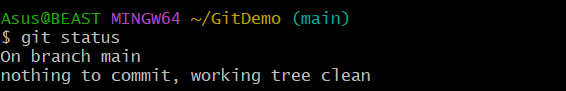 Asus@BEAST MINGW64 ~/GitDemo (main)
$ git status
On branch main
nothing to commit, working tree clean